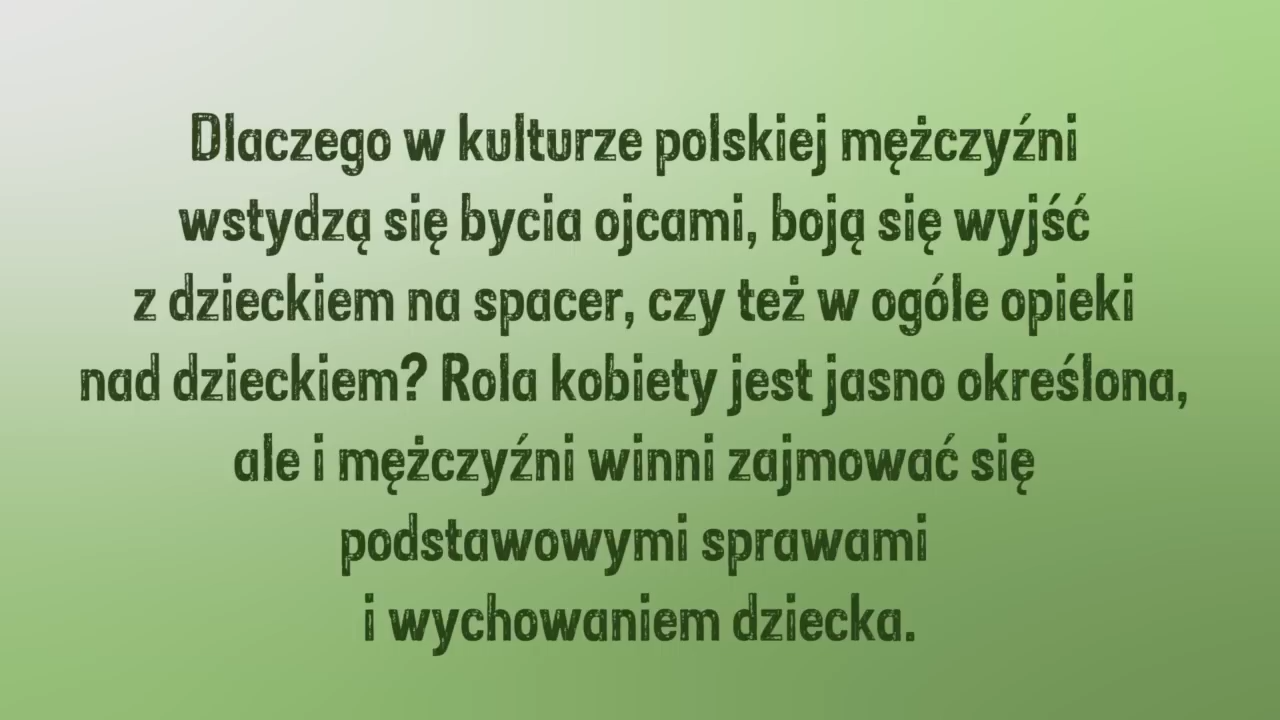 Dlaczego w kulturze polskiej mężczyźni
wstydzą się bycia ojcami, boją się wyjść
z dzieckiem na spacer, czy też w ogóle opieki
nad dzieckiem? Rola kobiety jest jasno określona,
ale i mężczyźni winni zajmować się
podstawowymi sprawami
i wychowaniem dziecka.